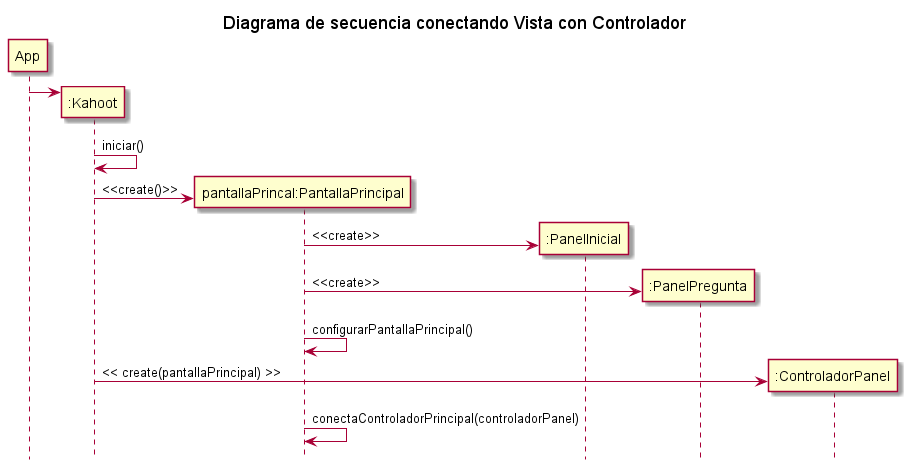 Diagrama de secuencia conectando Vista con Controlador
App
:Kahoot
iniciar()
<<create()>>
pantallaPrincal:PantallaPrincipal
<<create>>
:PanelInicial
<<create>>
:PanelPregunta
configurarPantallaPrincipal()
<< create(pantallaPrincipal) >>
:ControladorPanel
conectaControladorPrincipal(controladorPanel)